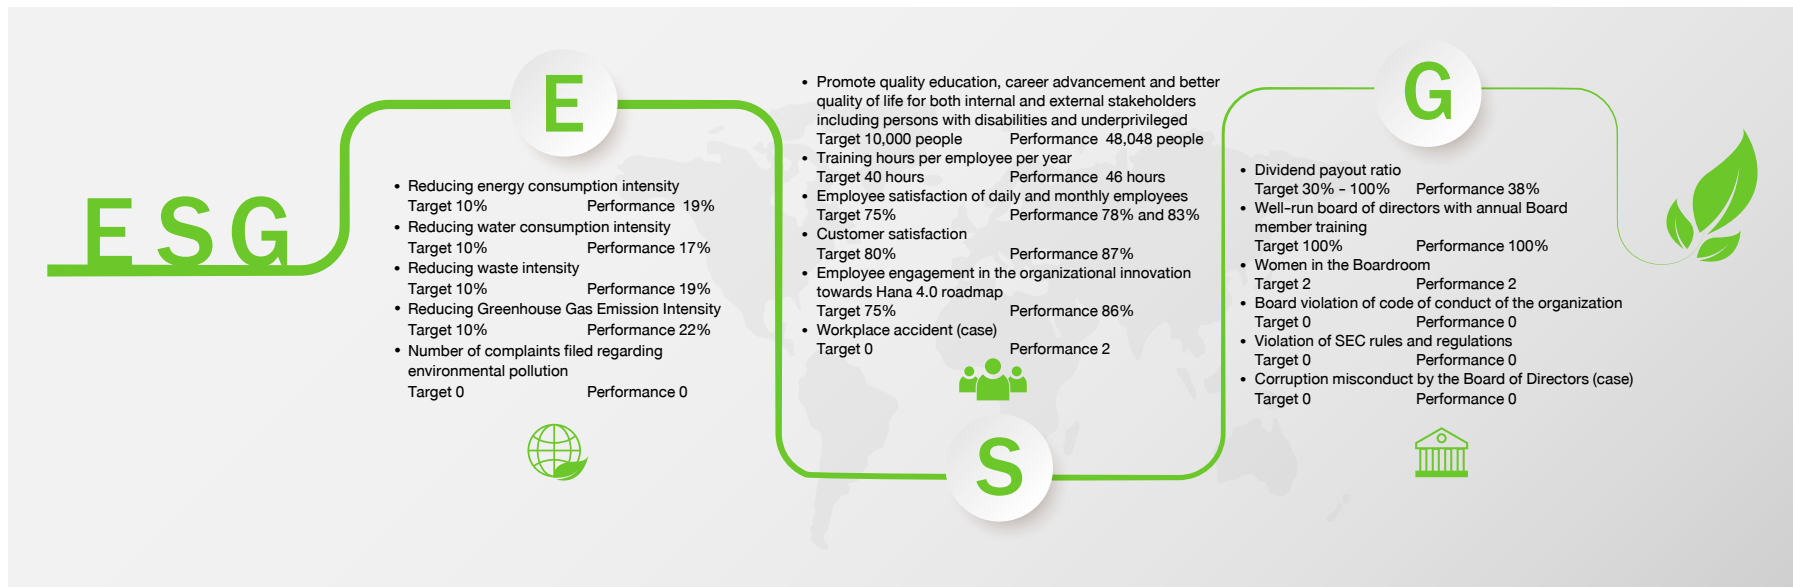 ESG
E
• Reducing energy consumption intensity
Target 10% Performance 19%
• Reducing water consumption intensity
Target 10% Performance 17%
• Reducing waste intensity
Target 10% Performance 19%
• Reducing Greenhouse Gas Emission Intensity
Target 10% Performance 22%
• Number of complaints filed regarding
environmental pollution
Target 0 Performance 0
• Promote quality education, career advancement and better
quality of life for both internal and external stakeholders
including persons with disabilities and underprivileged
Target 10,000 people Performance 48,048 people
• Training hours per employee per year
Target 40 hours Performance 46 hours
• Employee satisfaction of daily and monthly employees
Target 75% Performance 78% and 83%
• Customer satisfaction
Target 80% Performance 87%
• Employee engagement in the organizational innovation
towards Hana 4.0 roadmap
Target 75% Performance 86%
• Workplace accident (case)
Target 0 Performance 2
S
G
• Dividend payout ratio
Target 30% - 100% Performance 38%
• Well-run board of directors with annual Board
member training
Target 100% Performance 100%
• Women in the Boardroom
Target 2 Performance 2
• Board violation of code of conduct of the organization
Target 0 Performance 0
• Violation of SEC rules and regulations
Target 0 Performance 0
• Corruption misconduct by the Board of Directors (case)
Target 0 Performance 0